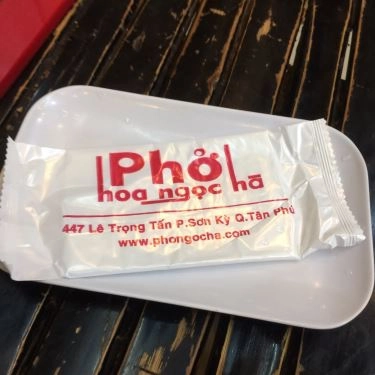 Phở
hoa ngọc hà
447 Lê Trọng Tấn P.Sơn Kỳ Q.Tân Phú
www.phongocha.com